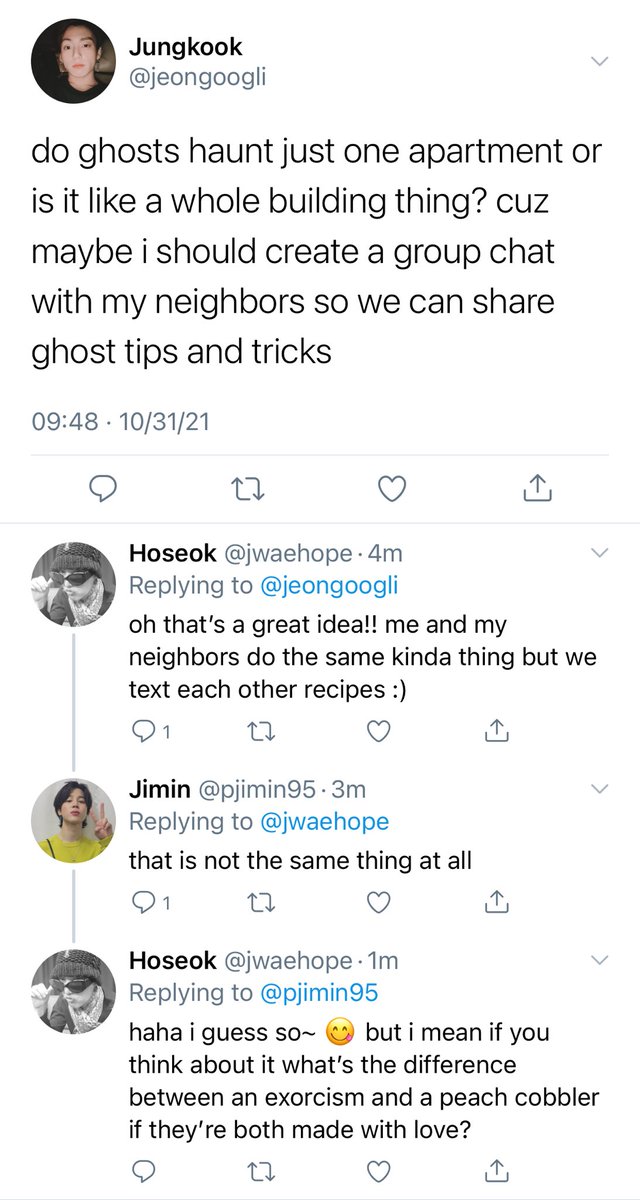 Jungkook
@jeongoogli
do ghosts haunt just one apartment or
is it like a whole building thing? cuz
maybe i should create a group chat
with my neighbors so we can share
ghost tips and tricks
09:48 · 10/31/21
Hoseok @jwaehope · 4m
Replying to @jeongoogli
oh that’s a great idea!! me and my
neighbors do the same kinda thing but we
text each other recipes :)
1
Jimin @pjimin95 · 3m
Replying to @jwaehope
that is not the same thing at all
1
Hoseok @jwaehope · 1m
Replying to @pjimin95
haha i guess so~ 😋 but i mean if you
think about it what’s the difference
between an exorcism and a peach cobbler
if they’re both made with love?